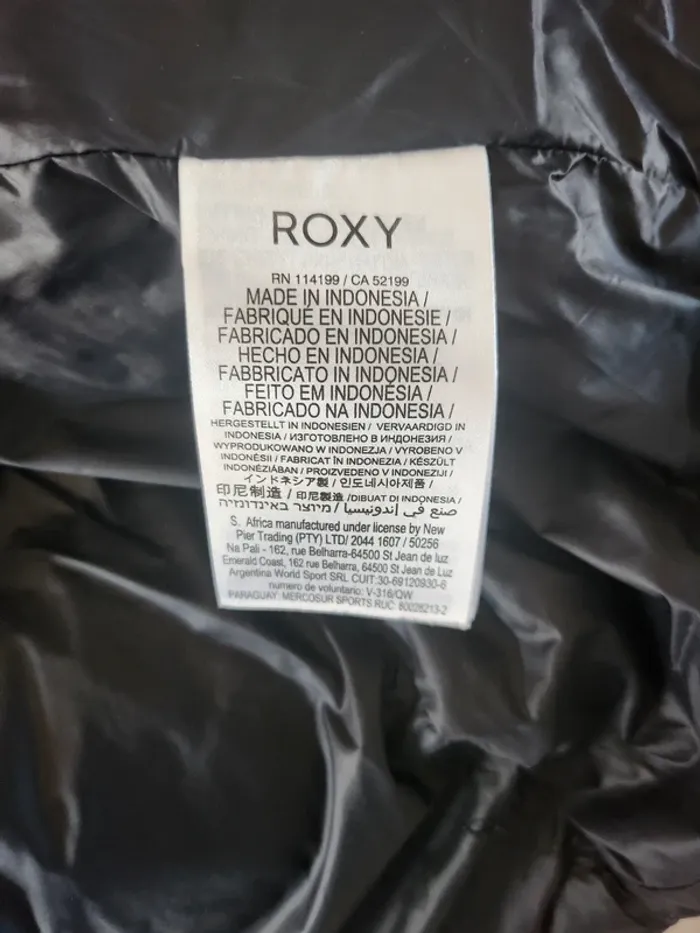 ROXY
RN 114199 / CA 52199
MADE IN INDONESIA /
FABRIQUÉ EN INDONESIE /
FABRICADO EN INDONESIA /
HECHO EN INDONESIA /
FABBRICATO IN INDONESIA /
FEITO EM INDONÉSIA /
FABRICADO NA INDONESIA /
HERGESTELLT IN INDONESIEN / VERVAARDIGD IN
INDONESIA / ИЗГОТОВЛЕНО В ИНДОНЕЗИЯ /
WYPRODUKOWANO W INDONEZJA / VYROBENO V
INDONÉSII / FABRICAT ÎN INDONEZIA / KÉSZÜLT
INDONÉZIÁBAN / PROIZVEDENO V INDONEZIJI /
インドネシア製 / 인도네시아제품 /
印尼制造 / 印尼製造 /DIBUAT DI INDONESIA /
صنع في إندونيسيا / מיוצר באינדונזיה
S. Africa manufactured under license by New
Pier Trading (PTY) LTD/ 2044 1607 / 50256
Na Pali - 162, rue Belharra-64500 St Jean de luz
Emerald Coast, 162 rue Belharra, 64500 St Jean de Luz
Argentina World Sport SRL CUIT:30-69120930-6
numero de voluntario: V-316/QW
PARAGUAY: MERCOSUR SPORTS RUC: 80028213-2